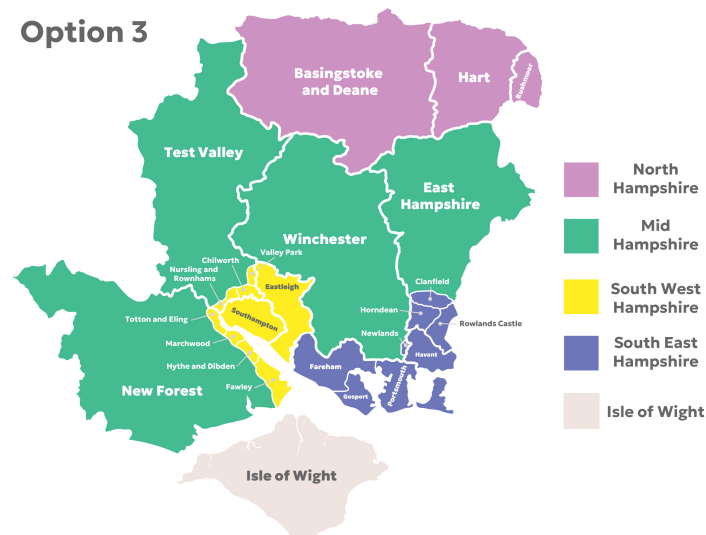 Option 3
Basingstoke
and Deane
Hart
Rushmoor
Test Valley
East
Hampshire
Winchester
Valley Park
Chilworth
Nursling and
Rownhams
Eastleigh
Clanfield
Horndean
Rowlands Castle
Totton and Eling
Southampton
Newlands
Marchwood
Havant
Hythe and Dibden
Fareham
Portsmouth
New Forest
Fawley
Gosport
Isle of Wight
North
Hampshire
Mid
Hampshire
South West
Hampshire
South East
Hampshire
Isle of Wight